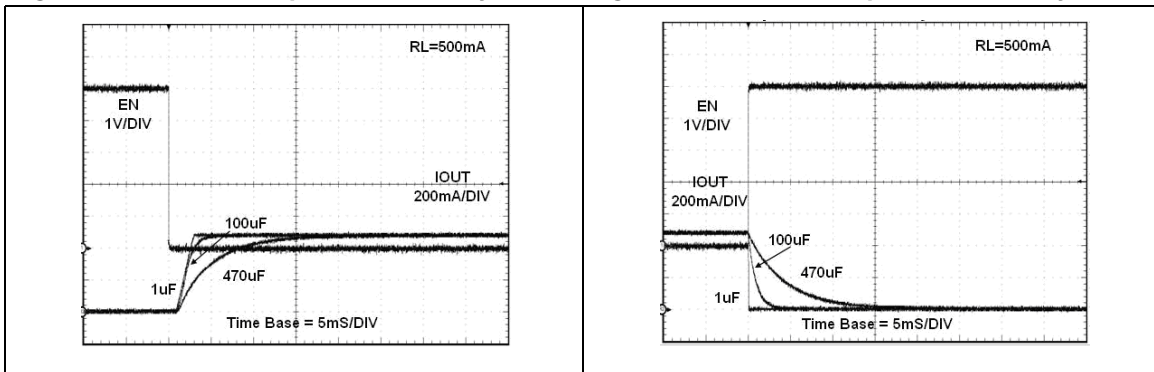 RL=500mA
EN
1V/DIV
IOUT
200mA/DIV
100uF
1uF
470uF
Time Base = 5mS/DIV
RL=500mA
EN
1V/DIV
IOUT
200mA/DIV
100uF
470uF
1uF
Time Base = 5mS/DIV